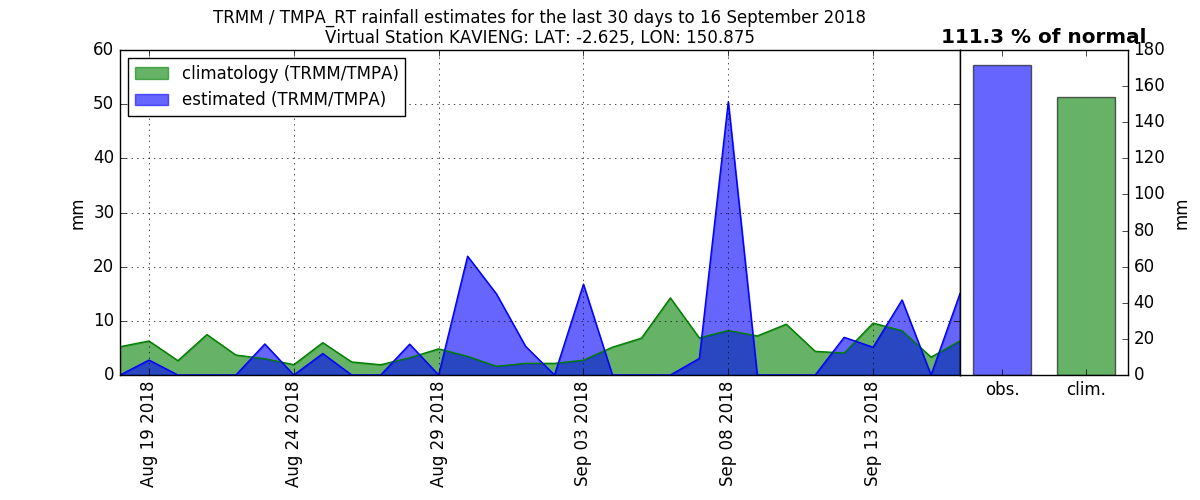 TRMM / TMPA_RT rainfall estimates for the last 30 days to 16 September 2018
Virtual Station KAVIENG: LAT: -2.625, LON: 150.875
111.3 % of normal
climatology (TRMM/TMPA)
estimated (TRMM/TMPA)
60
50
40
30
20
10
0
mm
Aug 19 2018
Aug 24 2018
Aug 29 2018
Sep 03 2018
Sep 08 2018
Sep 13 2018
180
160
140
120
100
80
60
40
20
0
mm
obs.
clim.